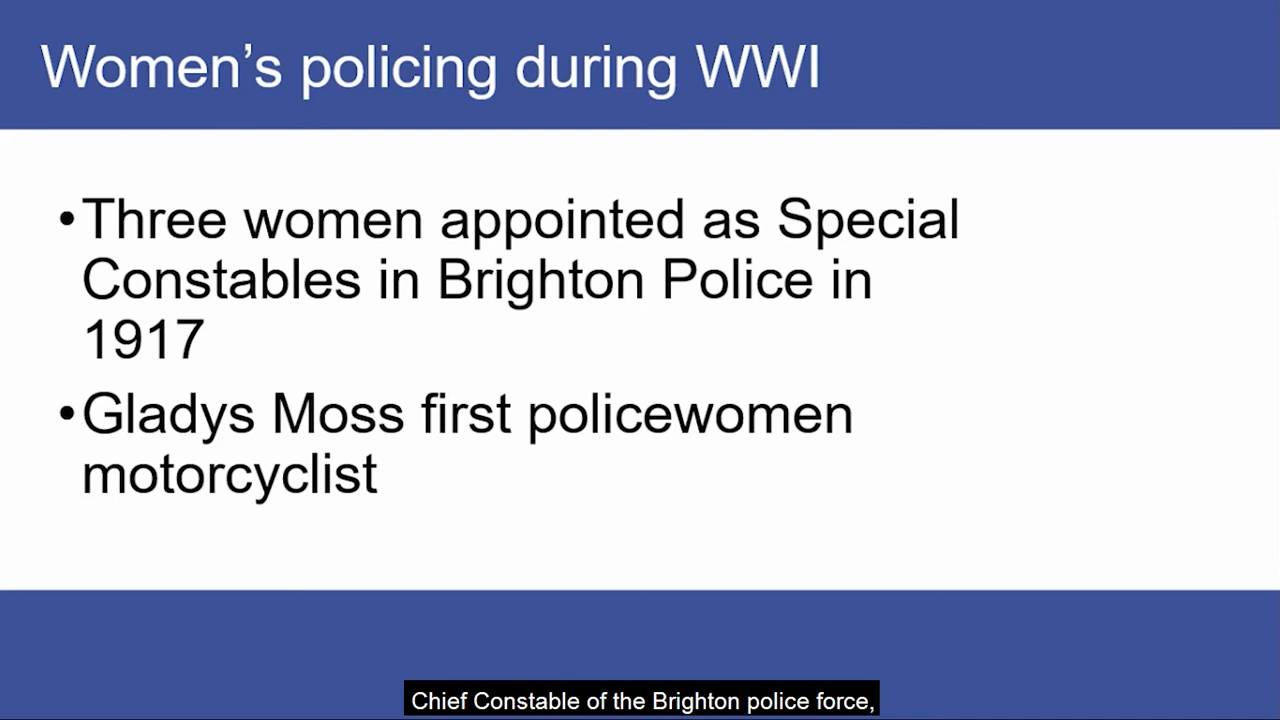 Women’s policing during WWI
•Three women appointed as Special
Constables in Brighton Police in
1917
•Gladys Moss first policewomen
motorcyclist
Chief Constable of the Brighton police force,